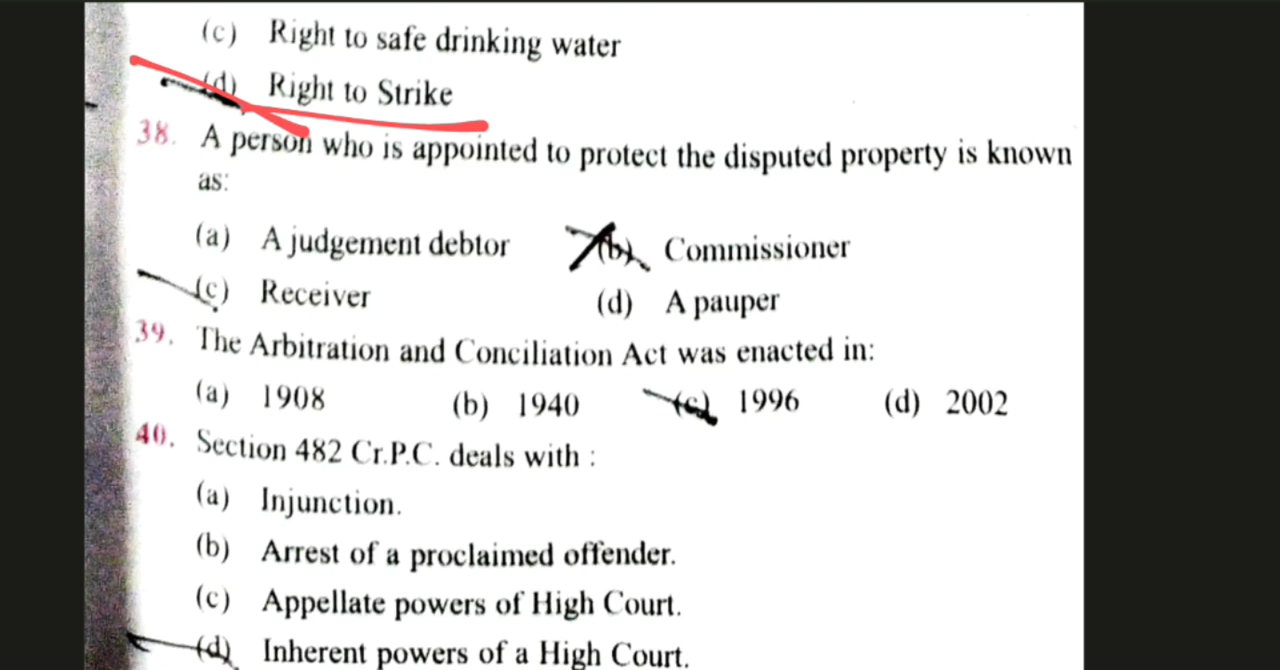 (c) Right to safe drinking water
(d) Right to Strike
38. A person who is appointed to protect the disputed property is known
as:
(a) A judgement debtor (b) Commissioner
(c) Receiver (d) A pauper
39. The Arbitration and Conciliation Act was enacted in:
(a) 1908 (b) 1940 (c) 1996 (d) 2002
40. Section 482 Cr.P.C. deals with :
(a) Injunction.
(b) Arrest of a proclaimed offender.
(c) Appellate powers of High Court.
(d) Inherent powers of a High Court.